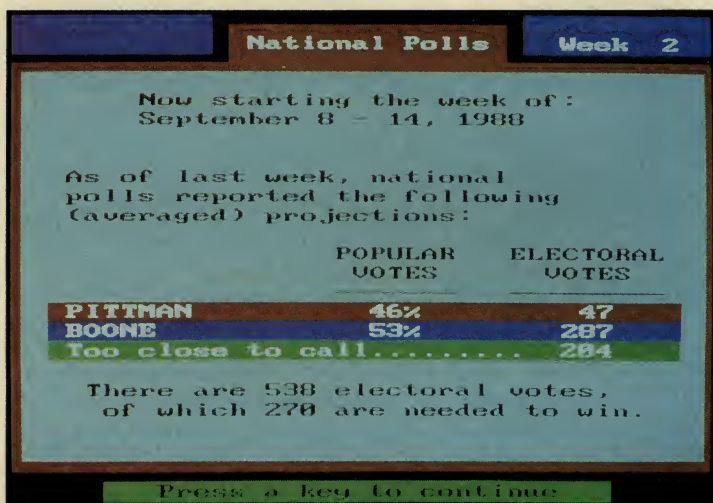 National Polls
Week 2
Now starting the week of:
September 8 - 14, 1988
As of last week, national
polls reported the following
(averaged) projections:
POPULAR ELECTORAL
VOTES VOTES
PITTMAN 46% 47
BOONE 53% 287
Too close to call......... 204
There are 538 electoral votes,
of which 270 are needed to win.
Press a key to continue